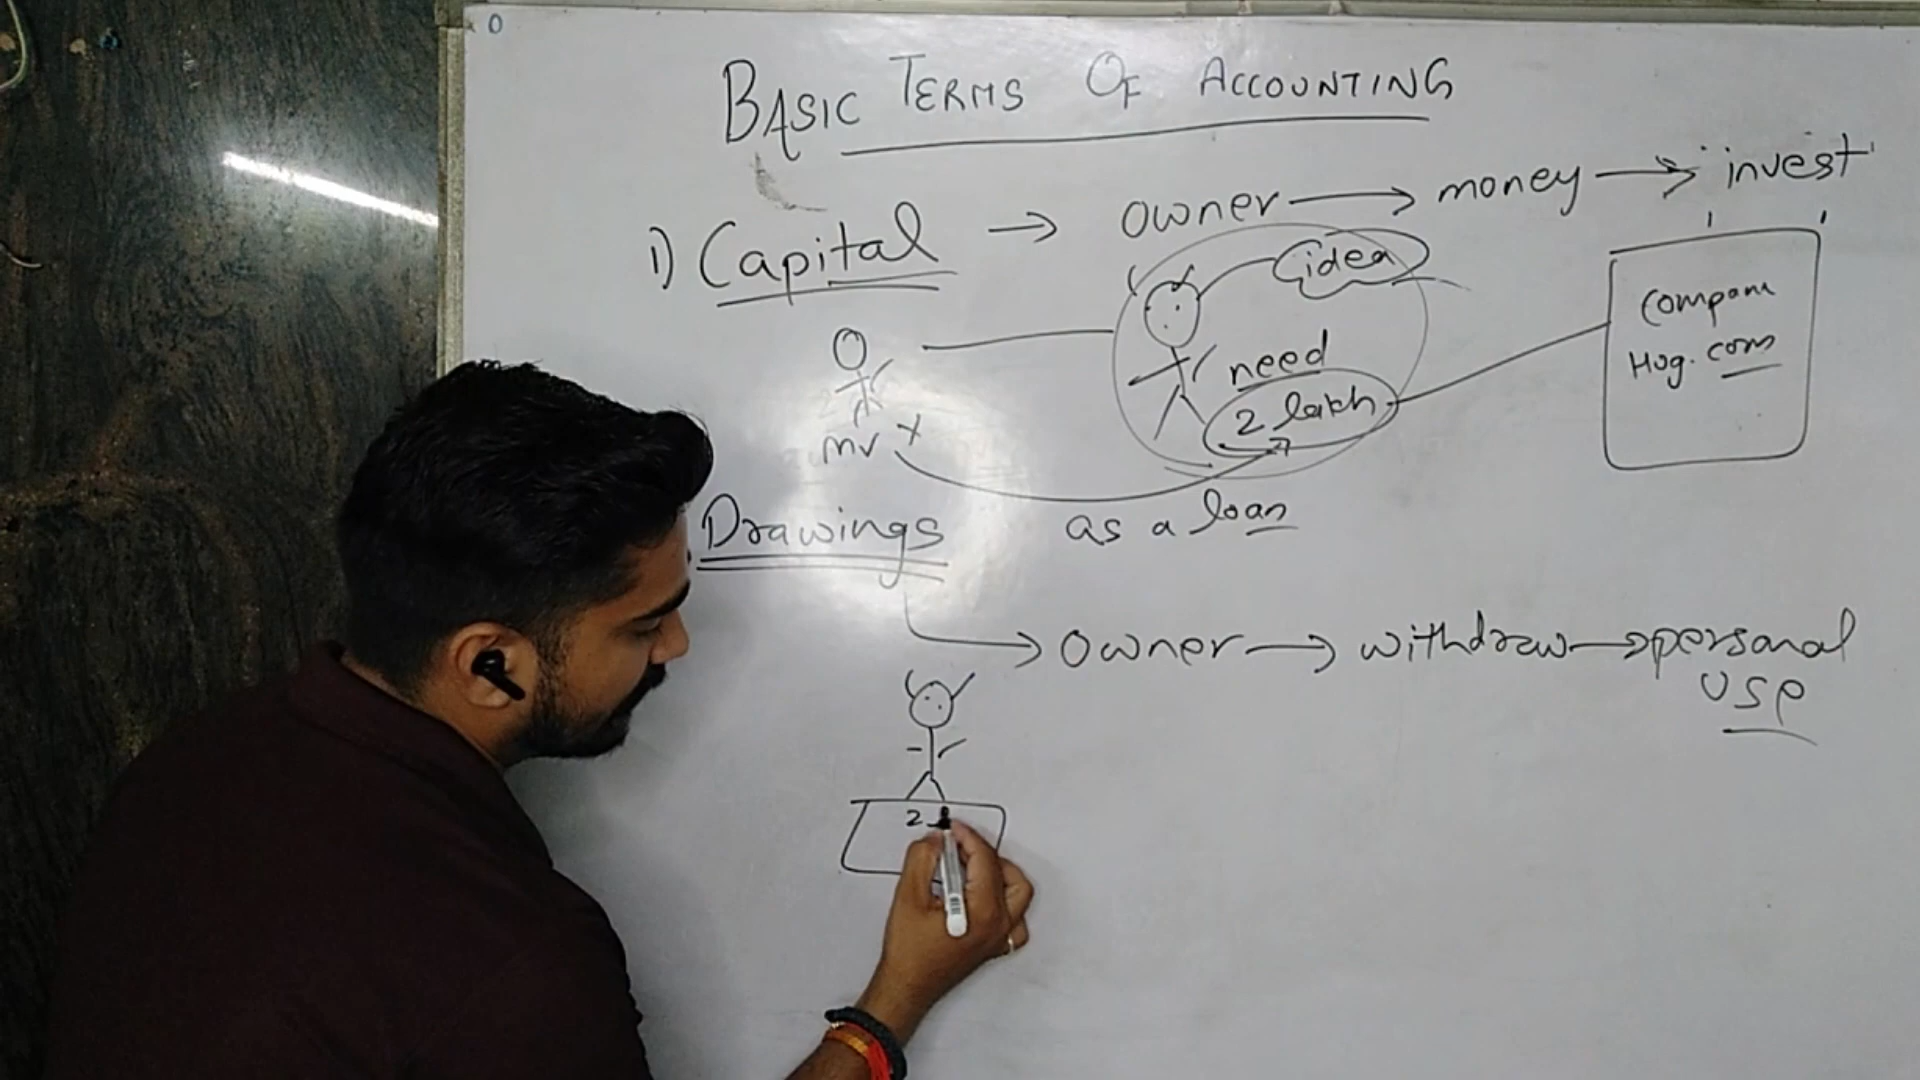 BASIC TERMS OF ACCOUNTING
1) Capital → owner → money → invest
idea
need
2 lakh
Hog. com
as a loan
Drawings
Owner → withdraw → personal
use
2